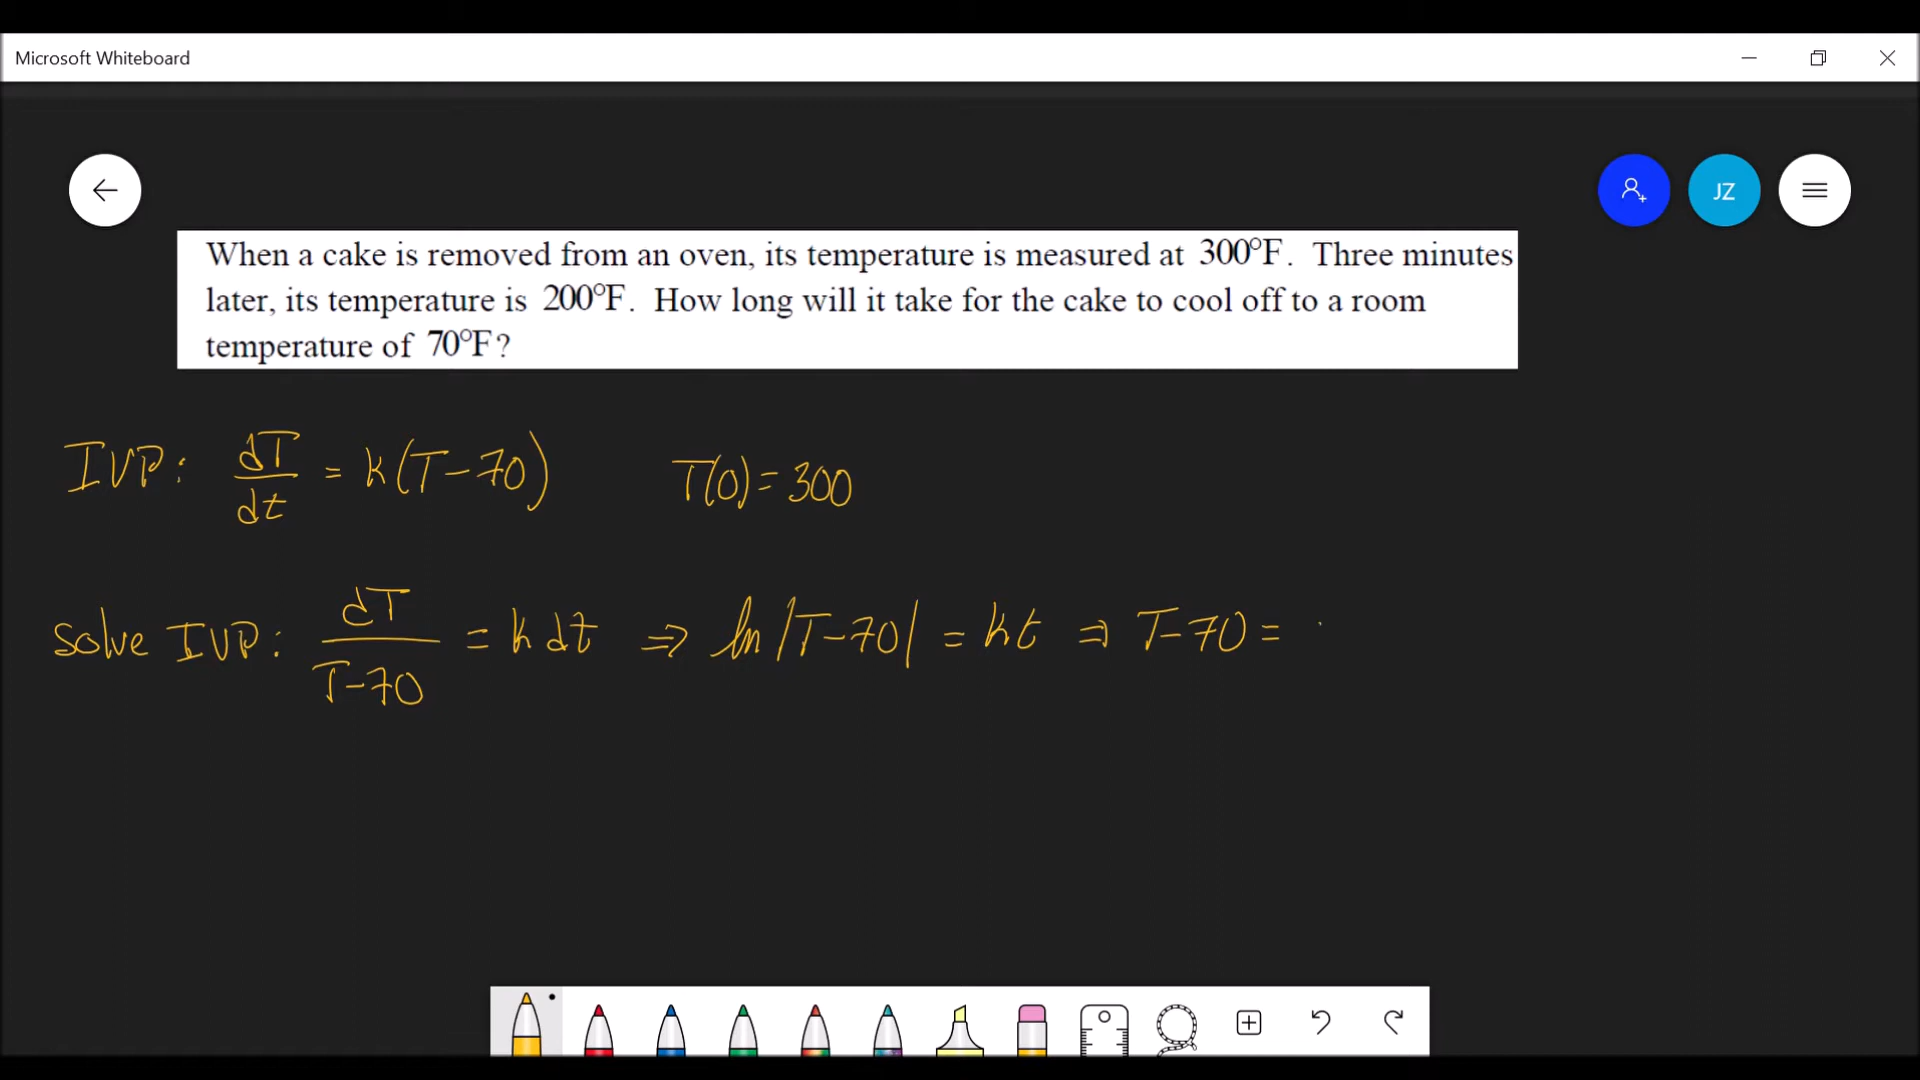 Microsoft Whiteboard
JZ
When a cake is removed from an oven, its temperature is measured at 300°F. Three minutes
later, its temperature is 200°F. How long will it take for the cake to cool off to a room
temperature of 70°F?
IVP: dT/dt = k(T-70) T(0) = 300
Solve IVP: dT/(T-70) = k dt ⇒ ln|T-70| = kt ⇒ T-70 =